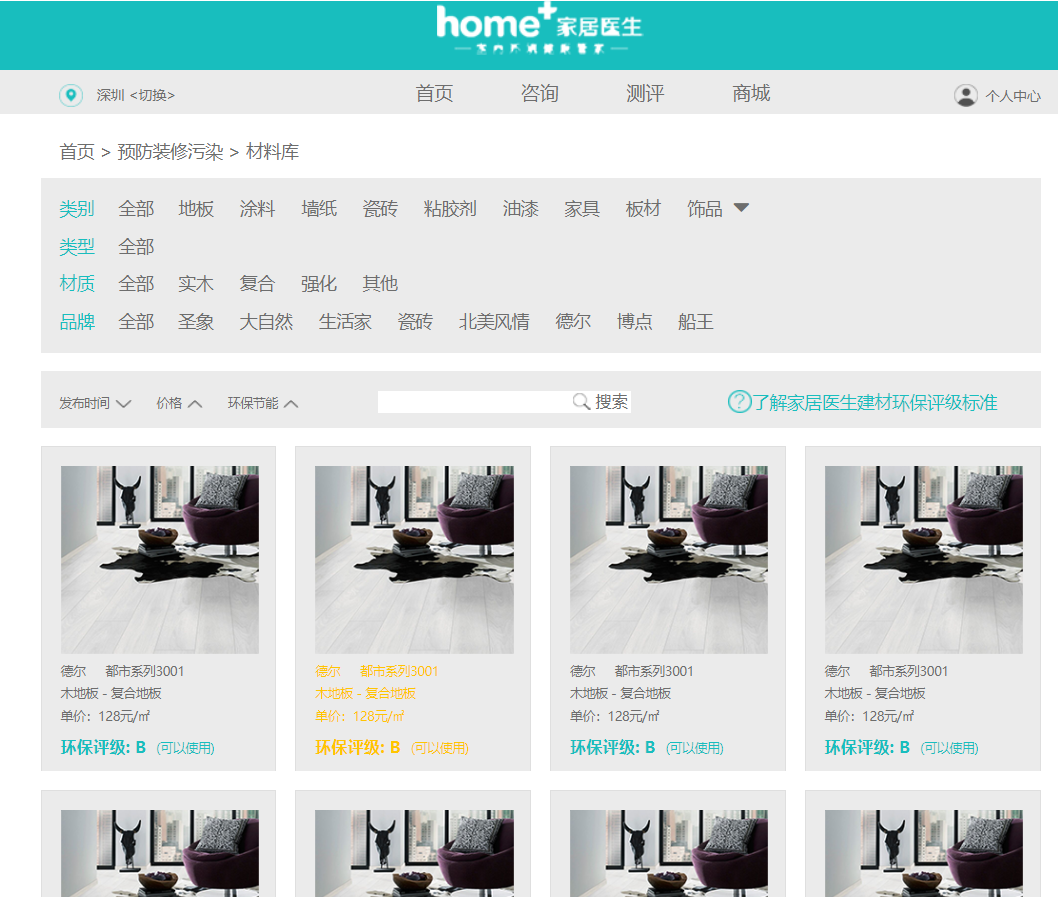 home+家居医生
室内环境健康管家
深圳 <切换>
首页 咨询 测评 商城
个人中心
首页 > 预防装修污染 > 材料库
类别 全部 地板 涂料 墙纸 瓷砖 粘胶剂 油漆 家具 板材 饰品
类型 全部
材质 全部 实木 复合 强化 其他
品牌 全部 圣象 大自然 生活家 瓷砖 北美风情 德尔 博点 船王
发布时间 价格 环保节能 搜索 ?了解家居医生建材环保评级标准
德尔 都市系列3001
木地板 - 复合地板
单价：128元/㎡
环保评级: B (可以使用)
德尔 都市系列3001
木地板 - 复合地板
单价：128元/㎡
环保评级: B (可以使用)
德尔 都市系列3001
木地板 - 复合地板
单价：128元/㎡
环保评级: B (可以使用)
德尔 都市系列3001
木地板 - 复合地板
单价：128元/㎡
环保评级: B (可以使用)